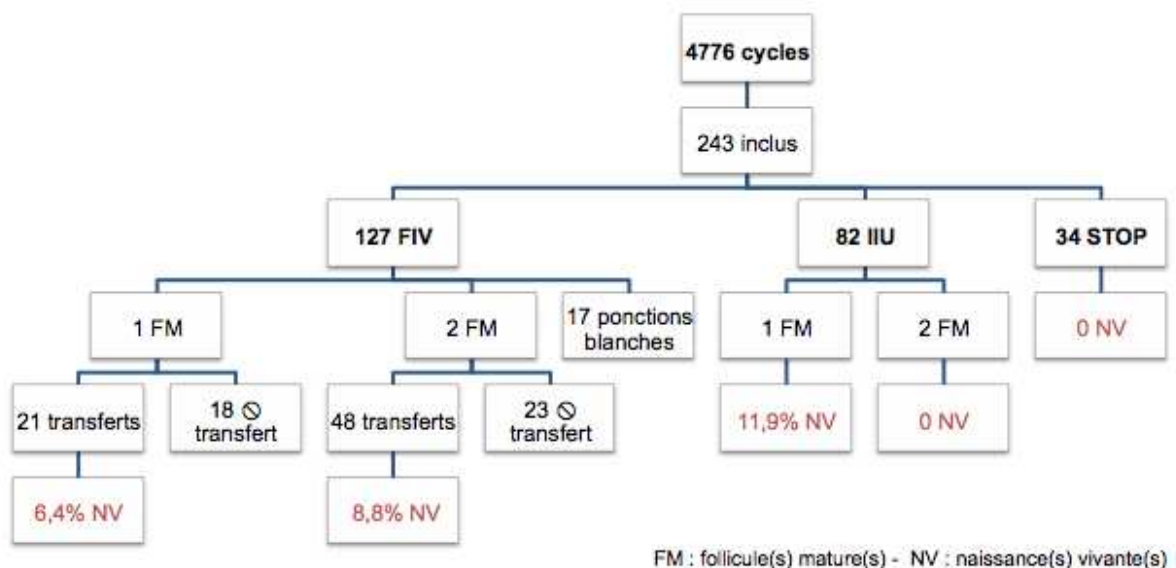 4776 cycles
243 inclus
127 FIV
82 IIU
34 STOP
1 FM
2 FM
17 ponctions
blanches
1 FM
2 FM
0 NV
21 transferts
18 🛇
transfert
48 transferts
23 🛇
transfert
11,9% NV
0 NV
6,4% NV
8,8% NV
FM : follicule(s) mature(s) - NV : naissance(s) vivante(s)